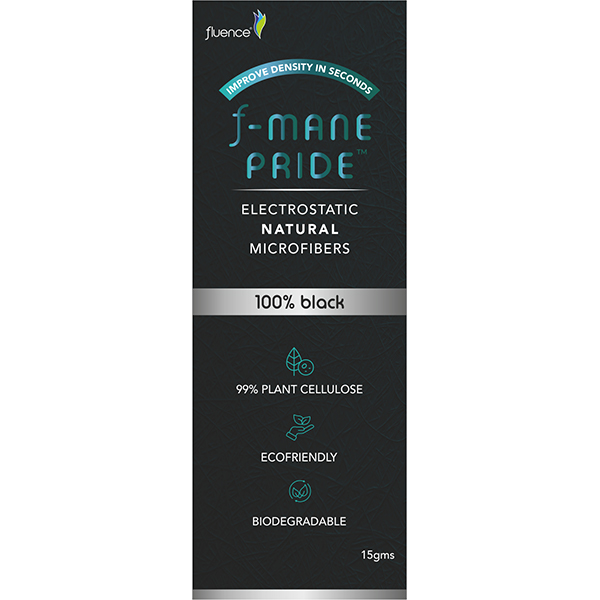 fluence®
IMPROVE DENSITY IN SECONDS
f-MANE
PRIDE™
ELECTROSTATIC
NATURAL
MICROFIBERS
100% black
99% PLANT CELLULOSE
ECOFRIENDLY
BIODEGRADABLE
15gms